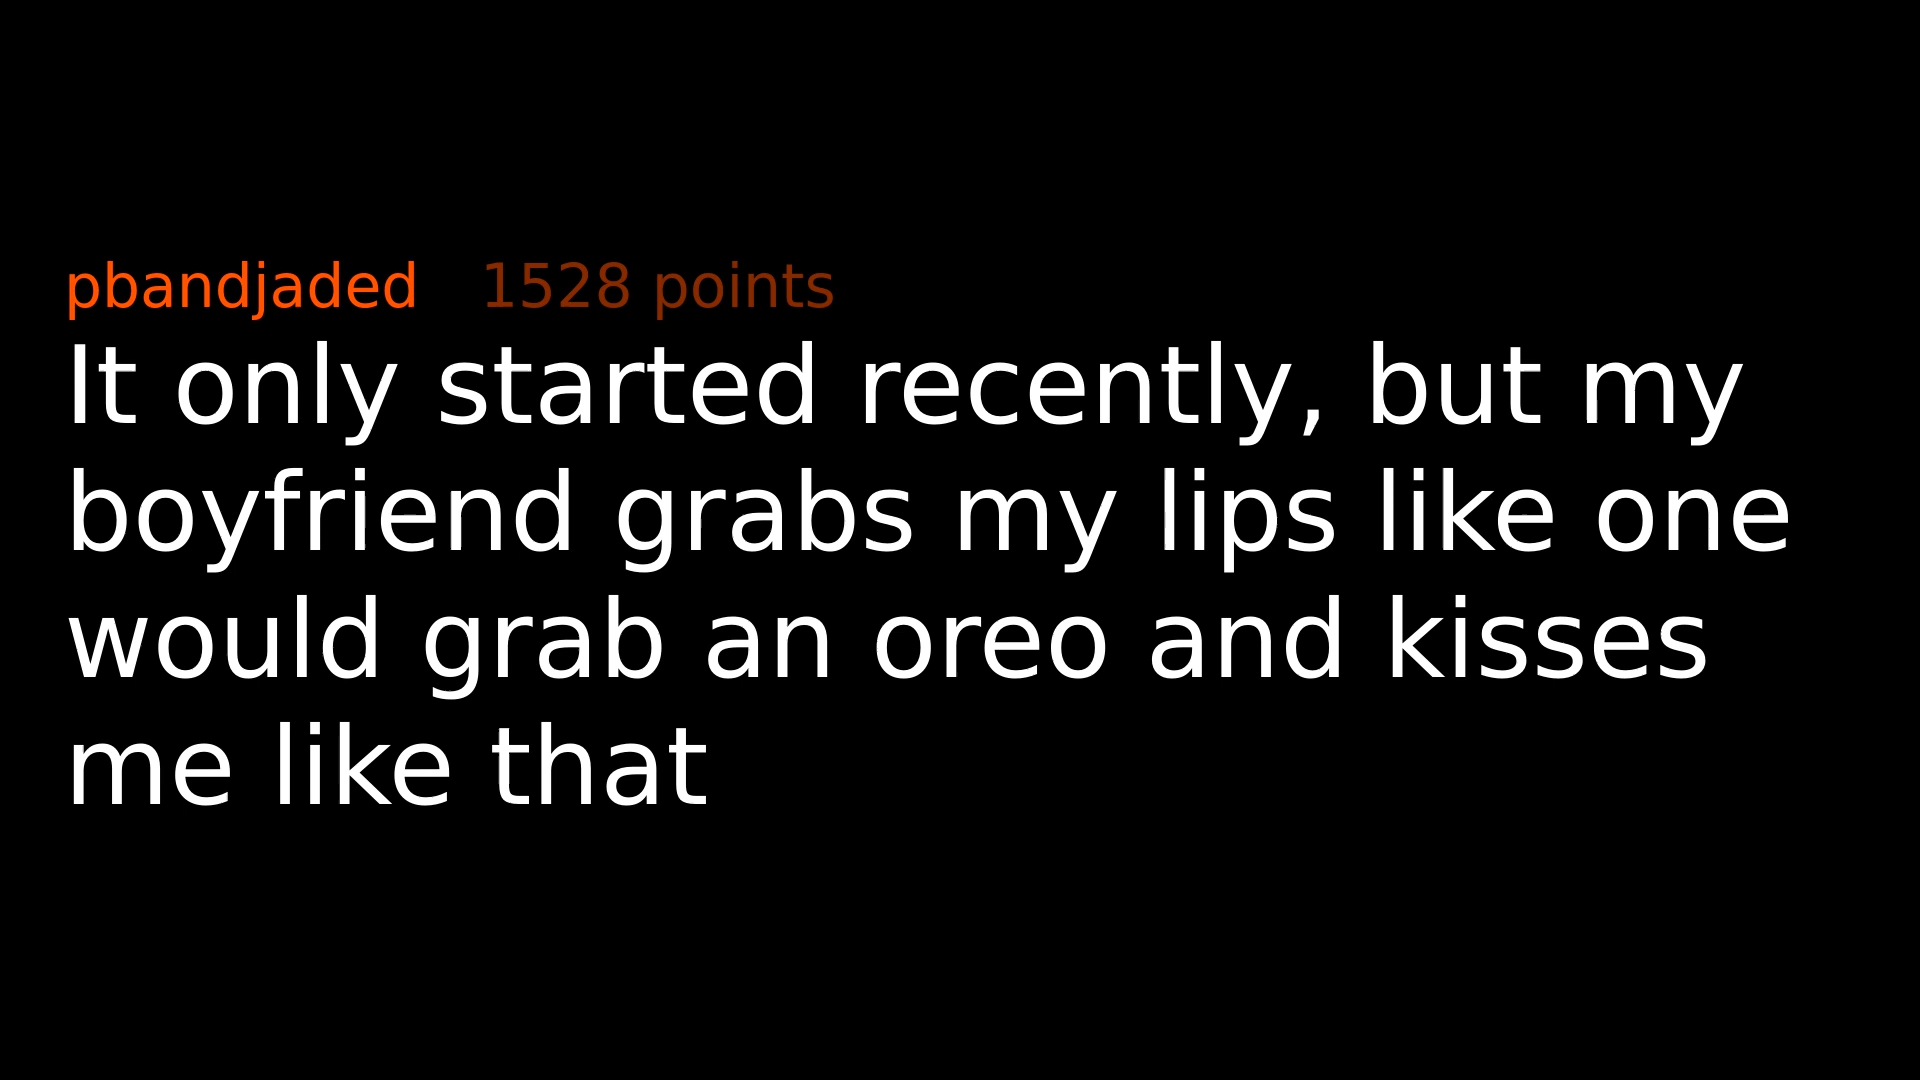 pbandjaded 1528 points
It only started recently, but my
boyfriend grabs my lips like one
would grab an oreo and kisses
me like that